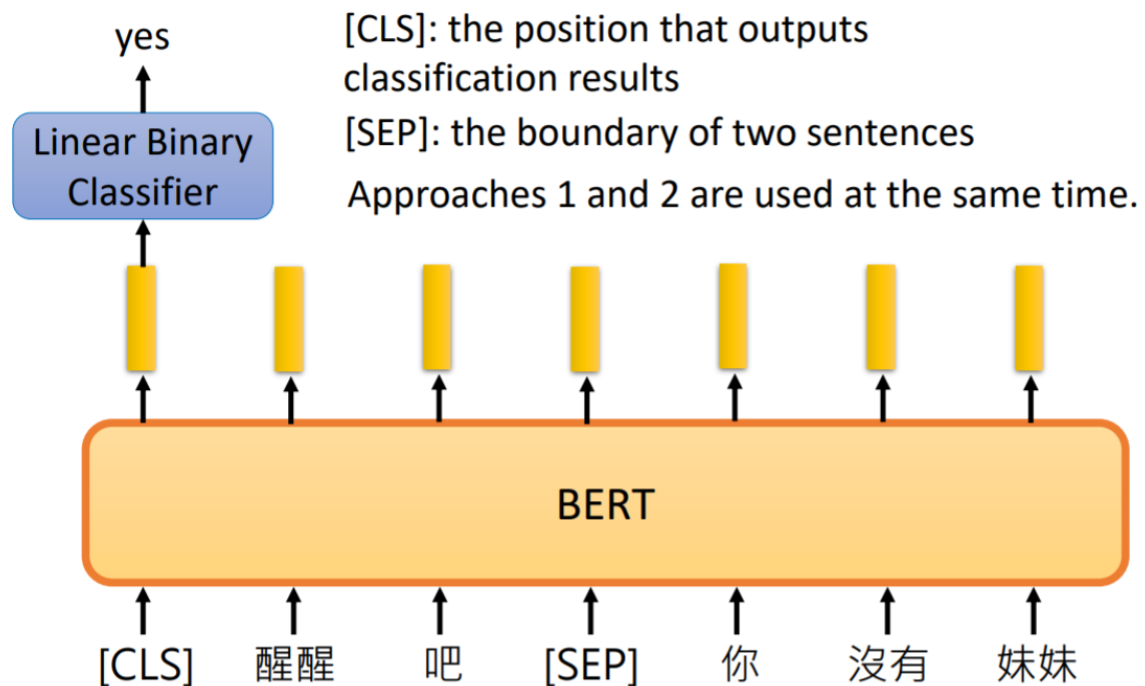 yes
[CLS]: the position that outputs
classification results
[SEP]: the boundary of two sentences
Approaches 1 and 2 are used at the same time.
Linear Binary
Classifier
BERT
[CLS] 醒醒 吧 [SEP] 你 沒有 妹妹